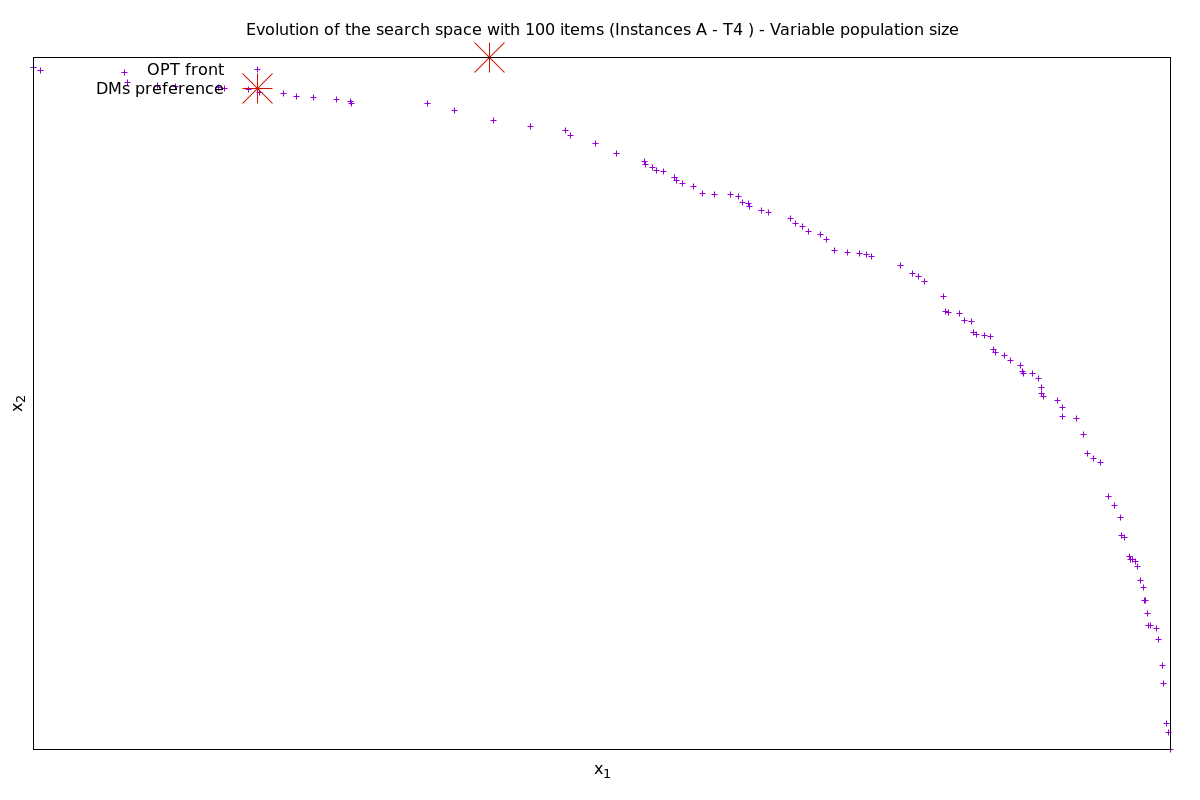 Evolution of the search space with 100 items (Instances A - T4 ) - Variable population size
OPT front
DMs preference
x2
x1